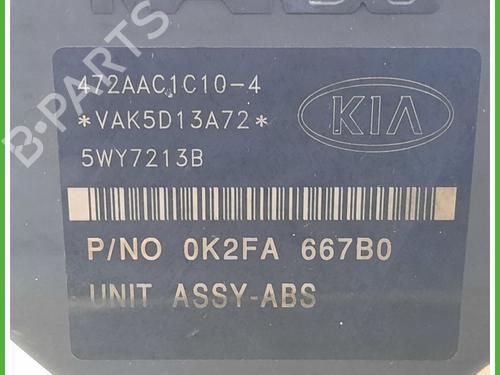 472AAC1C10-4
*VAK5D13A72*
KIA
5WY7213B
P/NO 0K2FA 667B0
UNIT ASSY-ABS
B-PARTS